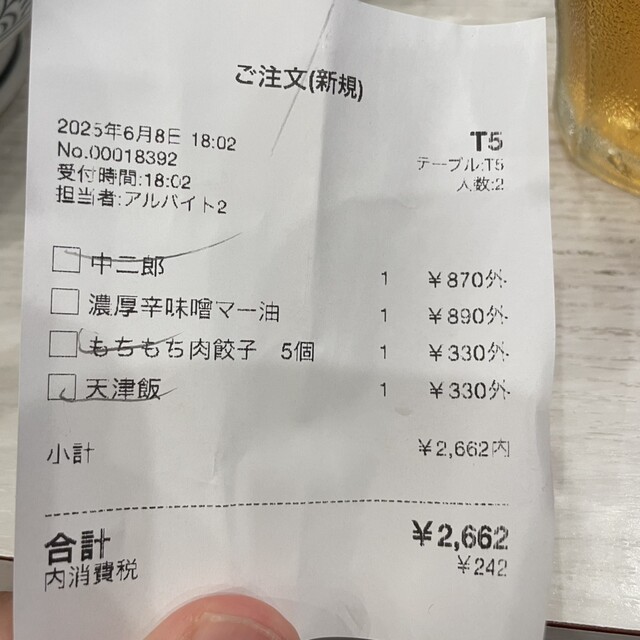 ご注文(新規)
2025年6月8日 18:02
T5
No.00018392
テーブル:T5
受付時間:18:02
人数:2
担当者:アルバイト2
中二郎 1 ¥870外
濃厚辛味噌マー油 1 ¥890外
もちもち肉餃子 5個 1 ¥330外
天津飯 1 ¥330外
小計 ¥2,662内
合計 ¥2,662
内消費税 ¥242